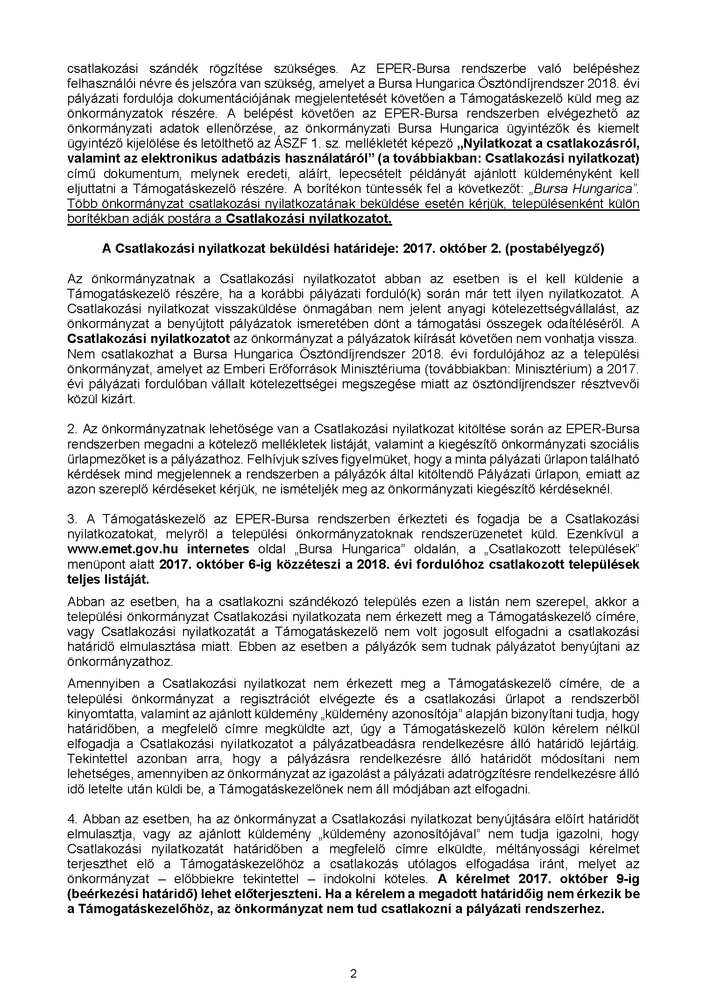 csatlakozási szándék rögzítése szükséges. Az EPER-Bursa rendszerbe való belépéshez
felhasználói névre és jelszóra van szükség, amelyet a Bursa Hungarica Ösztöndíjrendszer 2018. évi
pályázati fordulója dokumentációjának megjelentetését követően a Támogatáskezelő küld meg az
önkormányzatok részére. A belépést követően az EPER-Bursa rendszerben elvégezhető az
önkormányzati adatok ellenőrzése, az önkormányzati Bursa Hungarica ügyintézők és kiemelt
ügyintéző kijelölése és letölthető az ÁSZF 1. sz. mellékletét képező „Nyilatkozat a csatlakozásról,
valamint az elektronikus adatbázis használatáról” (a továbbiakban: Csatlakozási nyilatkozat)
című dokumentum, melynek eredeti, aláírt, lepecsételt példányát ajánlott küldeményként kell
eljuttatni a Támogatáskezelő részére. A borítékon tüntessék fel a következőt: „Bursa Hungarica”.
Több önkormányzat csatlakozási nyilatkozatának beküldése esetén kérjük, településenként külön
borítékban adják postára a Csatlakozási nyilatkozatot.
A Csatlakozási nyilatkozat beküldési határideje: 2017. október 2. (postabélyegző)
Az önkormányzatnak a Csatlakozási nyilatkozatot abban az esetben is el kell küldenie a
Támogatáskezelő részére, ha a korábbi pályázati forduló(k) során már tett ilyen nyilatkozatot. A
Csatlakozási nyilatkozat visszaküldése önmagában nem jelent anyagi kötelezettségvállalást, az
önkormányzat a benyújtott pályázatok ismeretében dönt a támogatási összegek odaítéléséről. A
Csatlakozási nyilatkozatot az önkormányzat a pályázatok kiírását követően nem vonhatja vissza.
Nem csatlakozhat a Bursa Hungarica Ösztöndíjrendszer 2018. évi fordulójához az a települési
önkormányzat, amelyet az Emberi Erőforrások Minisztériuma (továbbiakban: Minisztérium) a 2017.
évi pályázati fordulóban vállalt kötelezettségei megszegése miatt az ösztöndíjrendszer résztvevői
közül kizárt.
2. Az önkormányzatnak lehetősége van a Csatlakozási nyilatkozat kitöltése során az EPER-Bursa
rendszerben megadni a kötelező mellékletek listáját, valamint a kiegészítő önkormányzati szociális
űrlapmezőket is a pályázathoz. Felhívjuk szíves figyelmüket, hogy a minta pályázati űrlapon található
kérdések mind megjelennek a rendszerben a pályázók által kitöltendő Pályázati űrlapon, emiatt az
azon szereplő kérdéseket kérjük, ne ismételjék meg az önkormányzati kiegészítő kérdéseknél.
3. A Támogatáskezelő az EPER-Bursa rendszerben érkezteti és fogadja be a Csatlakozási
nyilatkozatokat, melyről a települési önkormányzatoknak rendszerüzenetet küld. Ezenkívül a
www.emet.gov.hu internetes oldal „Bursa Hungarica” oldalán, a „Csatlakozott települések”
menüpont alatt 2017. október 6-ig közzéteszi a 2018. évi fordulóhoz csatlakozott települések
teljes listáját.
Abban az esetben, ha a csatlakozni szándékozó település ezen a listán nem szerepel, akkor a
települési önkormányzat Csatlakozási nyilatkozata nem érkezett meg a Támogatáskezelő címére,
vagy Csatlakozási nyilatkozatát a Támogatáskezelő nem volt jogosult elfogadni a csatlakozási
határidő elmulasztása miatt. Ebben az esetben a pályázók sem tudnak pályázatot benyújtani az
önkormányzathoz.
Amennyiben a Csatlakozási nyilatkozat nem érkezett meg a Támogatáskezelő címére, de a
települési önkormányzat a regisztrációt elvégezte és a csatlakozási űrlapot a rendszerből
kinyomtatta, valamint az ajánlott küldemény „küldemény azonosítója” alapján bizonyítani tudja, hogy
határidőben, a megfelelő címre megküldte azt, úgy a Támogatáskezelő külön kérelem nélkül
elfogadja a Csatlakozási nyilatkozatot a pályázatbeadásra rendelkezésre álló határidő lejártáig.
Tekintettel azonban arra, hogy a pályázásra rendelkezésre álló határidőt módosítani nem
lehetséges, amennyiben az önkormányzat az igazolást a pályázati adatrögzítésre rendelkezésre álló
idő letelte után küldi be, a Támogatáskezelőnek nem áll módjában azt elfogadni.
4. Abban az esetben, ha az önkormányzat a Csatlakozási nyilatkozat benyújtására előírt határidőt
elmulasztja, vagy az ajánlott küldemény „küldemény azonosítójával” nem tudja igazolni, hogy
Csatlakozási nyilatkozatát határidőben a megfelelő címre elküldte, méltányossági kérelmet
terjeszthet elő a Támogatáskezelőhöz a csatlakozás utólagos elfogadása iránt, melyet az
önkormányzat – előbbiekre tekintettel – indokolni köteles. A kérelmet 2017. október 9-ig
(beérkezési határidő) lehet előterjeszteni. Ha a kérelem a megadott határidőig nem érkezik be
a Támogatáskezelőhöz, az önkormányzat nem tud csatlakozni a pályázati rendszerhez.
2